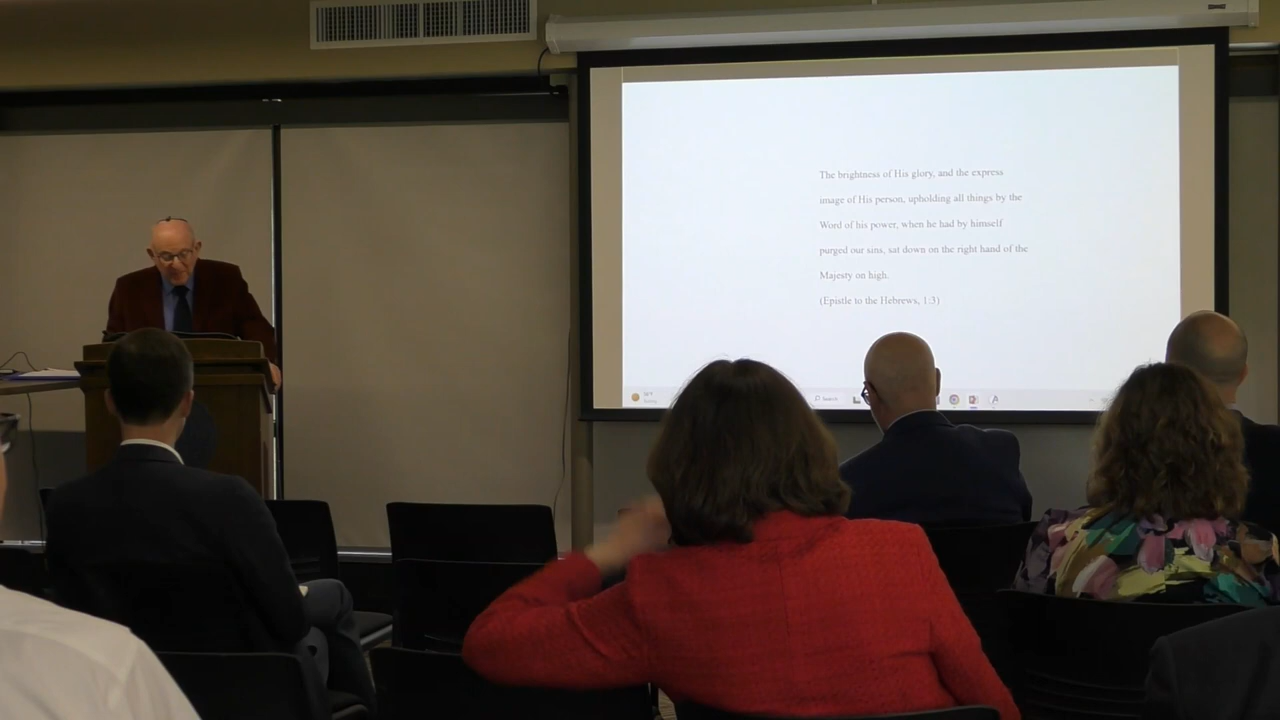 The brightness of His glory, and the express
image of His person, upholding all things by the
Word of his power, when he had by himself
purged our sins, sat down on the right hand of the
Majesty on high.
(Epistle to the Hebrews, 1:3)
Search